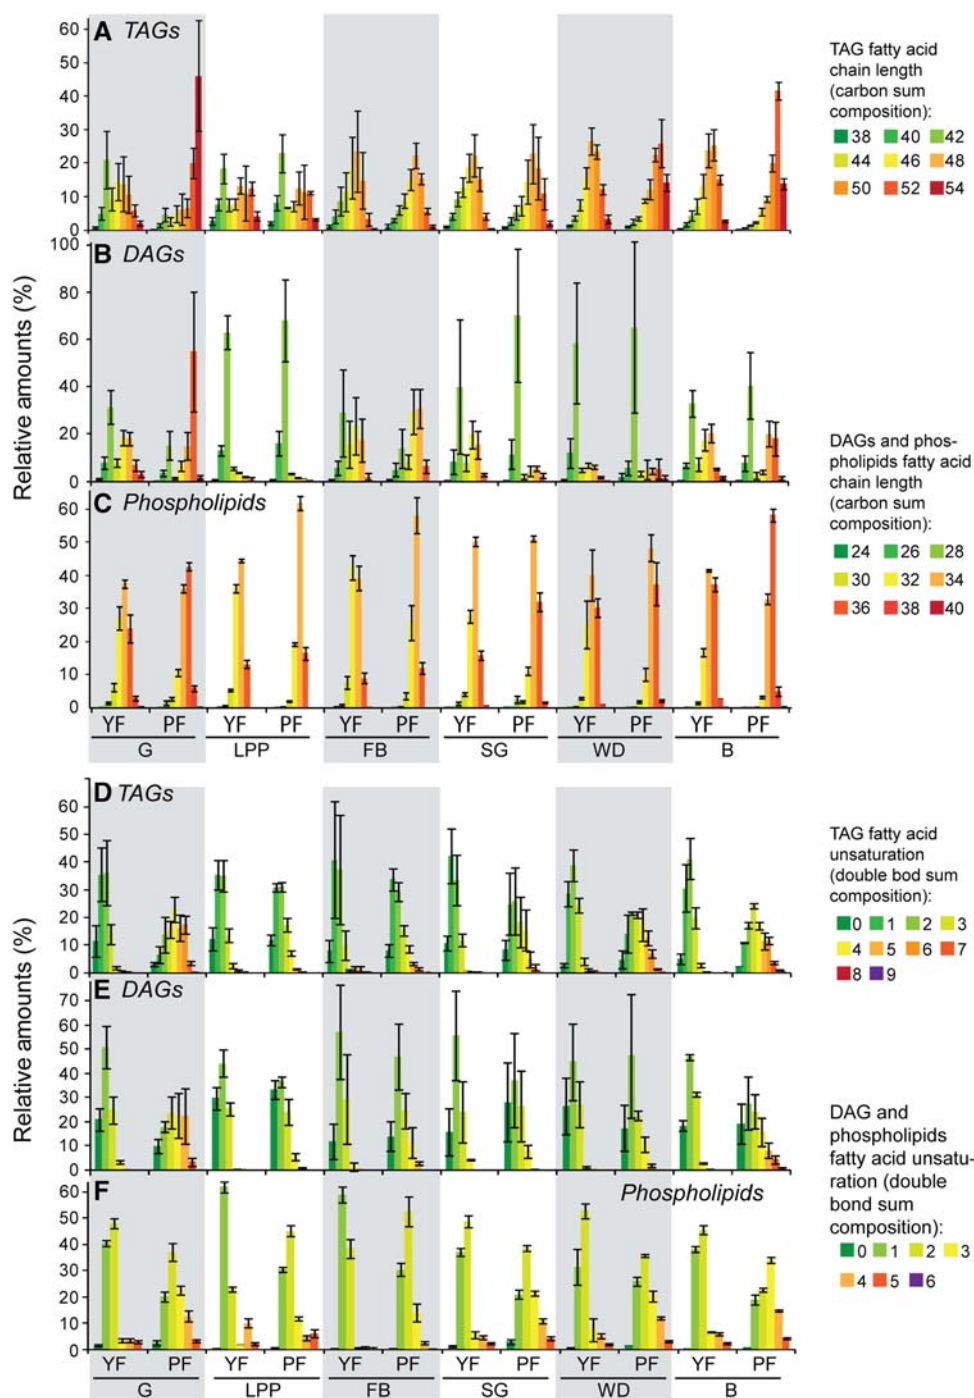 A TAGs
60
50
40
30
20
10
0
TAG fatty acid
chain length
(carbon sum
composition):
38 40 42
44 46 48
50 52 54
B DAGs
100
80
60
40
20
0
Relative amounts (%)
C Phospholipids
60
50
40
30
20
10
0
DAGs and phos-
pholipids fatty acid
chain length
(carbon sum
composition):
24 26 28
30 32 34
36 38 40
YF PF YF PF YF PF YF PF YF PF YF PF
G LPP FB SG WD B
D TAGs
60
50
40
30
20
10
0
TAG fatty acid
unsaturation
(double bod sum
composition):
0 1 2 3
4 5 6 7
8 9
E DAGs
70
60
50
40
30
20
10
0
Relative amounts (%)
F Phospholipids
60
50
40
30
20
10
0
DAG and
phospholipids
fatty acid unsatu-
ration (double
bond sum
composition):
0 1 2 3
4 5 6
YF PF YF PF YF PF YF PF YF PF YF PF
G LPP FB SG WD B